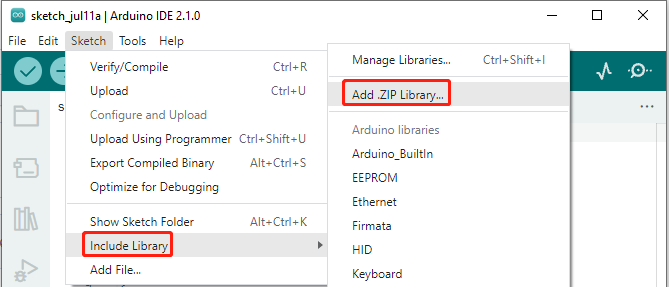 sketch_jul11a | Arduino IDE 2.1.0
File Edit Sketch Tools Help
Verify/Compile Ctrl+R
Upload Ctrl+U
Configure and Upload
Upload Using Programmer Ctrl+Shift+U
Export Compiled Binary Alt+Ctrl+S
Optimize for Debugging
Show Sketch Folder Alt+Ctrl+K
Include Library
Add File...
Manage Libraries... Ctrl+Shift+I
Add .ZIP Library...
Arduino libraries
Arduino_BuiltIn
EEPROM
Ethernet
Firmata
HID
Keyboard